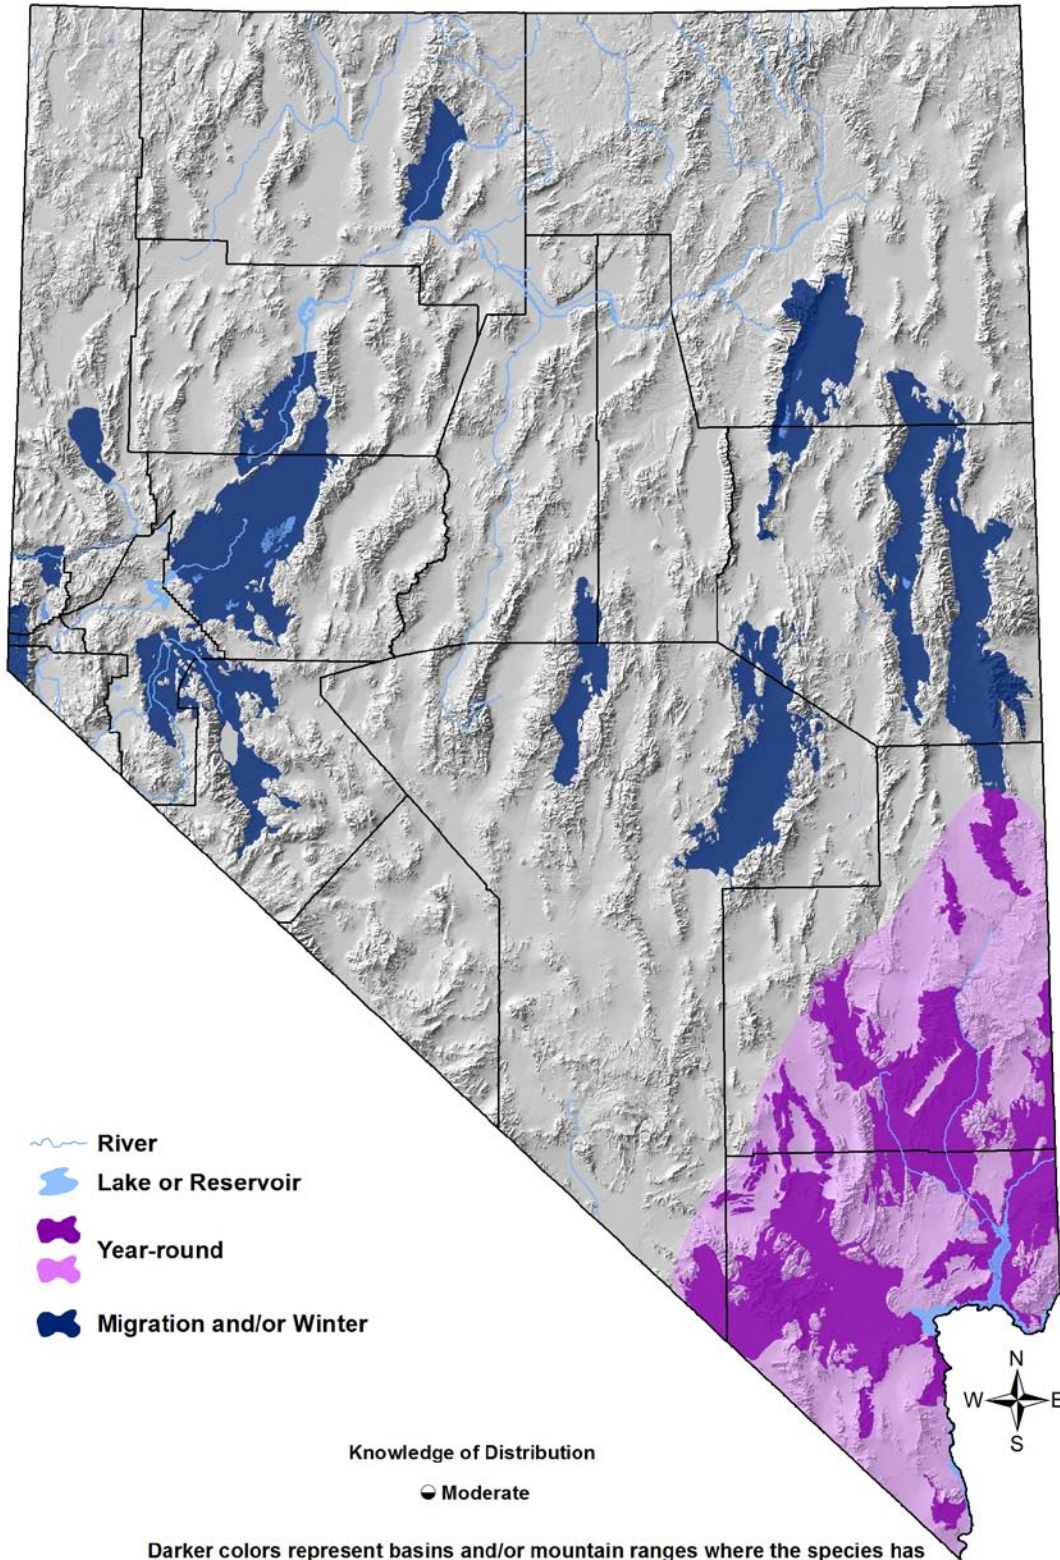 River
Lake or Reservoir
Year-round
Migration and/or Winter
N
W E
S
Knowledge of Distribution
Moderate
Darker colors represent basins and/or mountain ranges where the species has